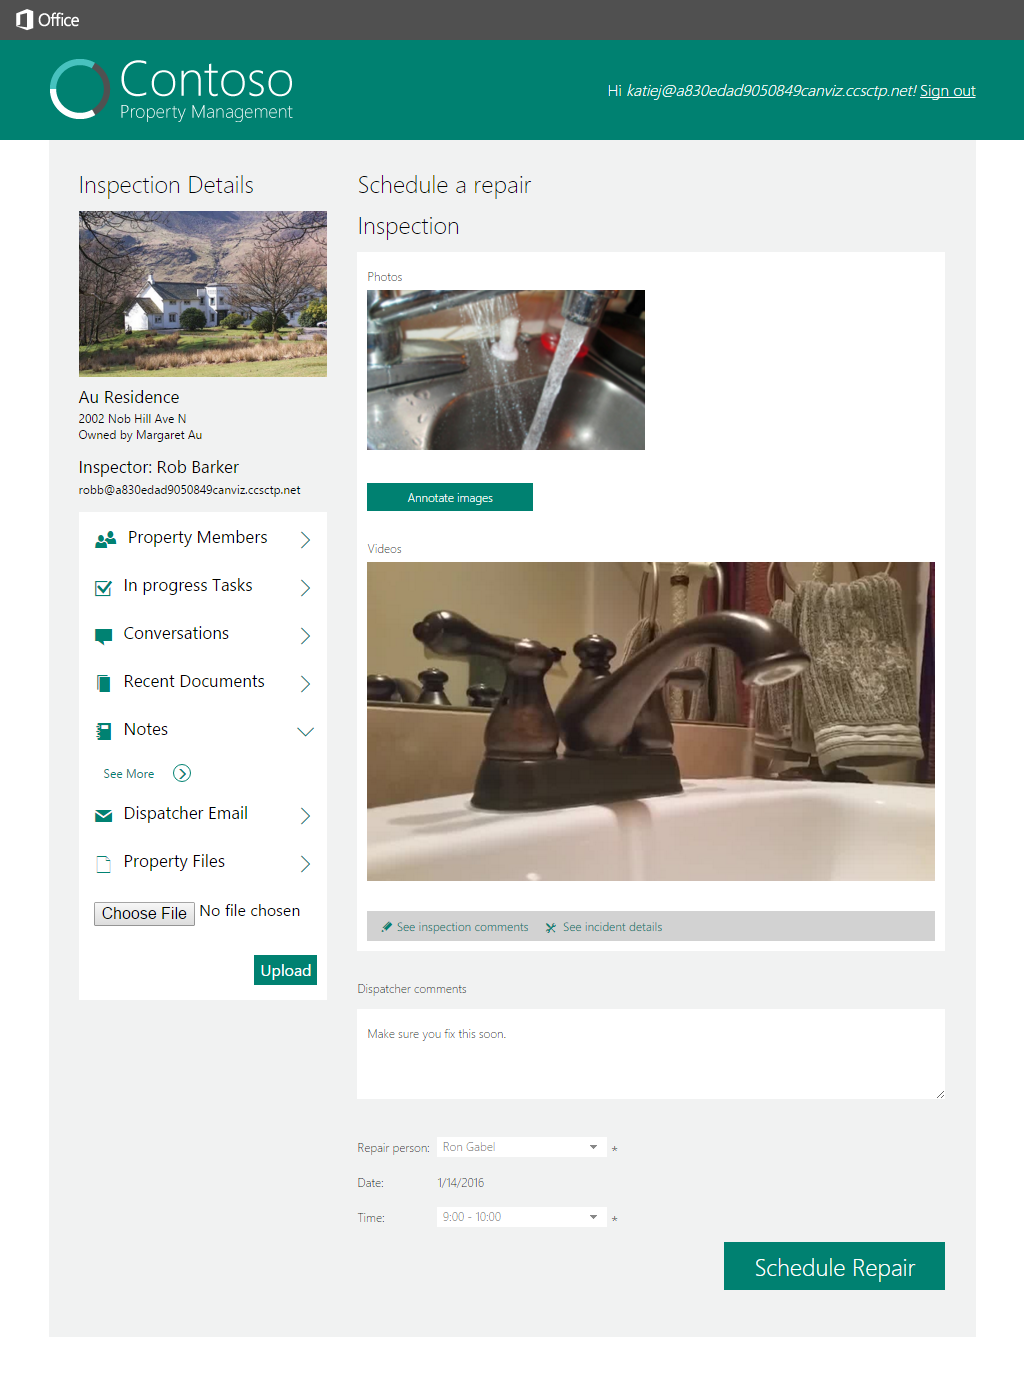 Office
Contoso
Property Management
Hi katiej@a830edad9050849canviz.ccsctp.net! Sign out
Inspection Details
Au Residence
2002 Nob Hill Ave N
Owned by Margaret Au
Inspector: Rob Barker
robb@a830edad9050849canviz.ccsctp.net
Property Members
In progress Tasks
Conversations
Recent Documents
Notes
See More
Dispatcher Email
Property Files
Choose File No file chosen
Upload
Schedule a repair
Inspection
Photos
Annotate images
Videos
See inspection comments See incident details
Dispatcher comments
Make sure you fix this soon.
Repair person: Ron Gabel *
Date: 1/14/2016
Time: 9:00 - 10:00 *
Schedule Repair